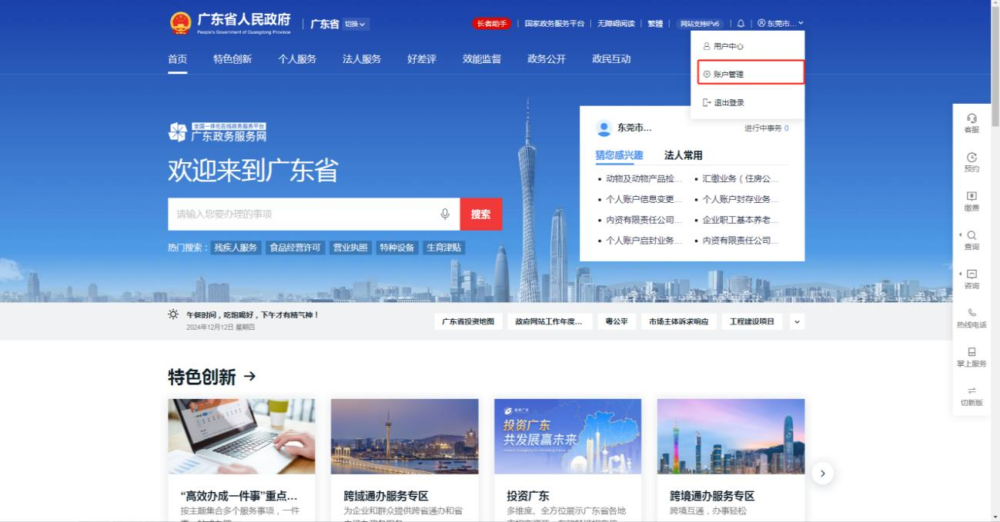 广东省人民政府
People's Government of Guangdong Province
广东省 切换
长者助手 国家政务服务平台 无障碍阅读 繁體 网站支持IPv6 东莞市...
首页 特色创新 个人服务 法人服务 好差评 效能监督 政务公开 政民互动
用户中心
账户管理
退出登录
全国一体化在线政务服务平台
广东政务服务网
欢迎来到广东省
请输入您要办理的事项 搜索
热门搜索： 残疾人服务 食品经营许可 营业执照 特种设备 生育津贴
东莞市... 进行中事务 0
猜您感兴趣 法人常用
动物及动物产品检... 汇缴业务（住房公...
个人账户信息变更... 个人账户封存业务...
内资有限责任公司... 企业职工基本养老...
个人账户启封业务... 内资有限责任公司...
客服
预约
缴费
查询
咨询
热线电话
掌上服务
切新版
午餐时间，吃饱喝好，下午才有精气神！
2024年12月12日 星期四
广东省投资地图 政府网站工作年度... 粤公平 市场主体诉求响应 工程建设项目
特色创新 →
投资广东
投资广东
共发展赢未来
“高效办成一件事”重点... 跨域通办服务专区 投资广东 跨境通办服务专区
按主题集合多个服务事项，一件 为企业和群众提供跨省通办和省 多维度、全方位展示广东省各地 跨境互通，办事轻松